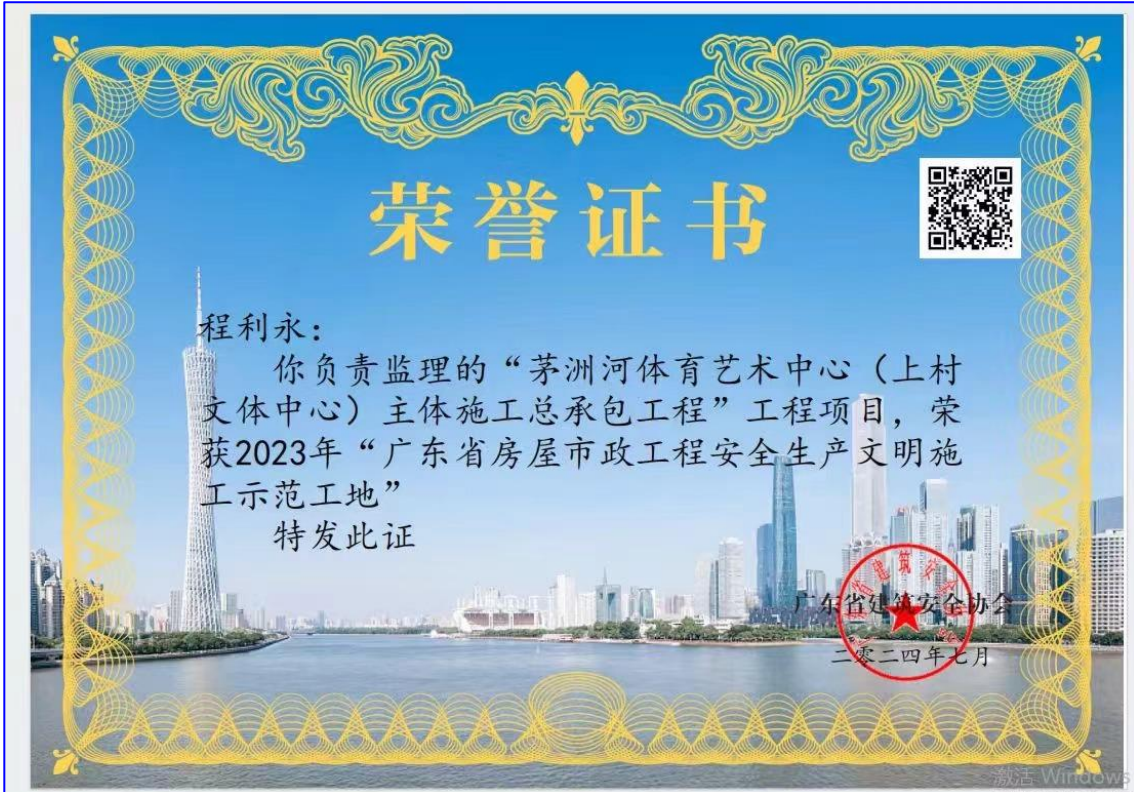 荣誉证书
程利永：
你负责监理的“茅洲河体育艺术中心（上村
文体中心）主体施工总承包工程”工程项目，荣
获2023年“广东省房屋市政工程安全生产文明施
工示范工地”
特发此证
广东省建筑安全协会
二零二四年七月
激活 Windows